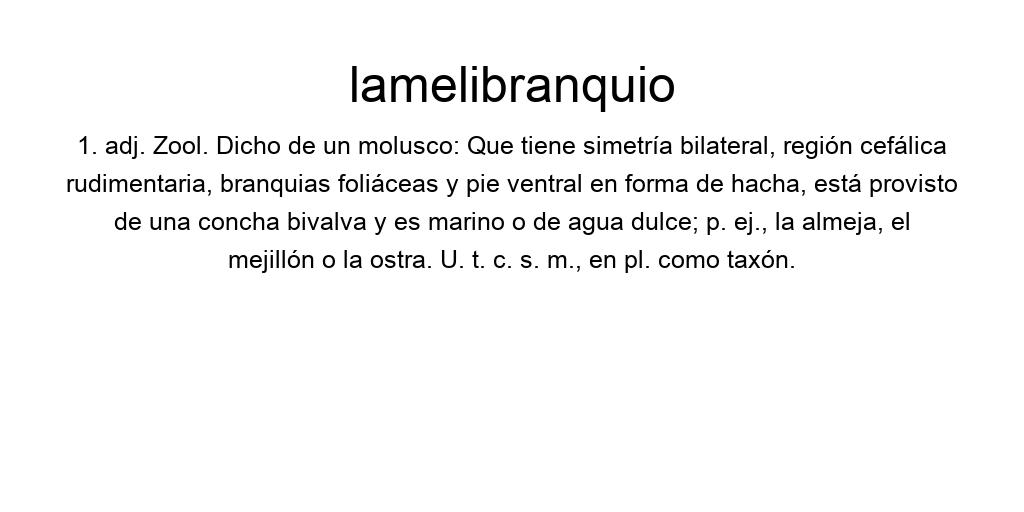 lamelibranquio
1. adj. Zool. Dicho de un molusco: Que tiene simetría bilateral, región cefálica
rudimentaria, branquias foliáceas y pie ventral en forma de hacha, está provisto
de una concha bivalva y es marino o de agua dulce; p. ej., la almeja, el
mejillón o la ostra. U. t. c. s. m., en pl. como taxón.